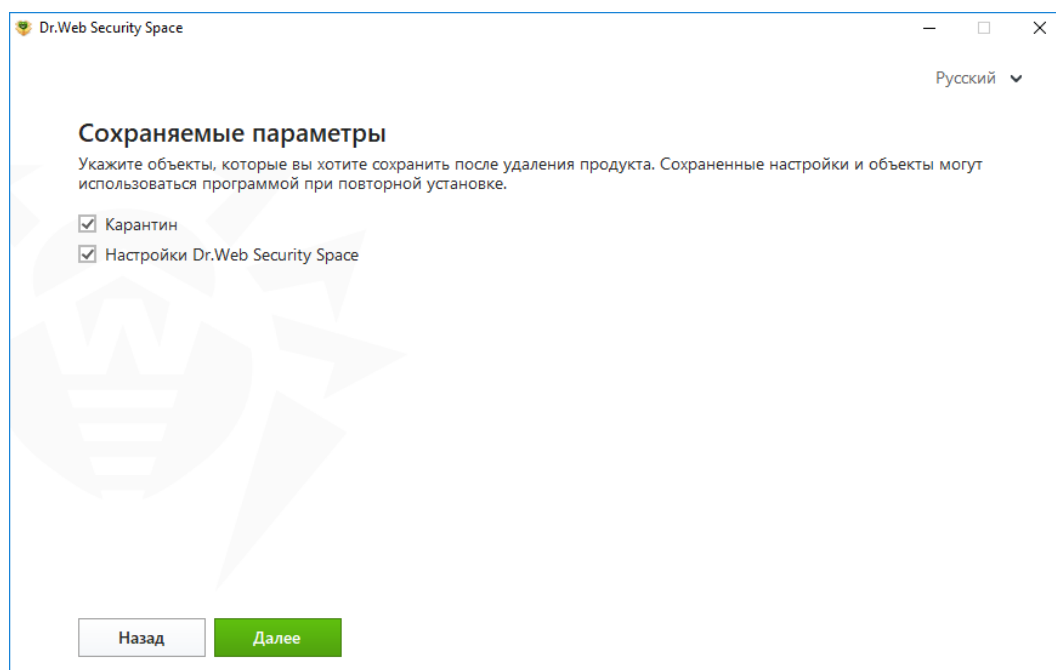 Dr.Web Security Space
Русский
Сохраняемые параметры
Укажите объекты, которые вы хотите сохранить после удаления продукта. Сохраненные настройки и объекты могут
использоваться программой при повторной установке.
Карантин
Настройки Dr.Web Security Space
Назад
Далее